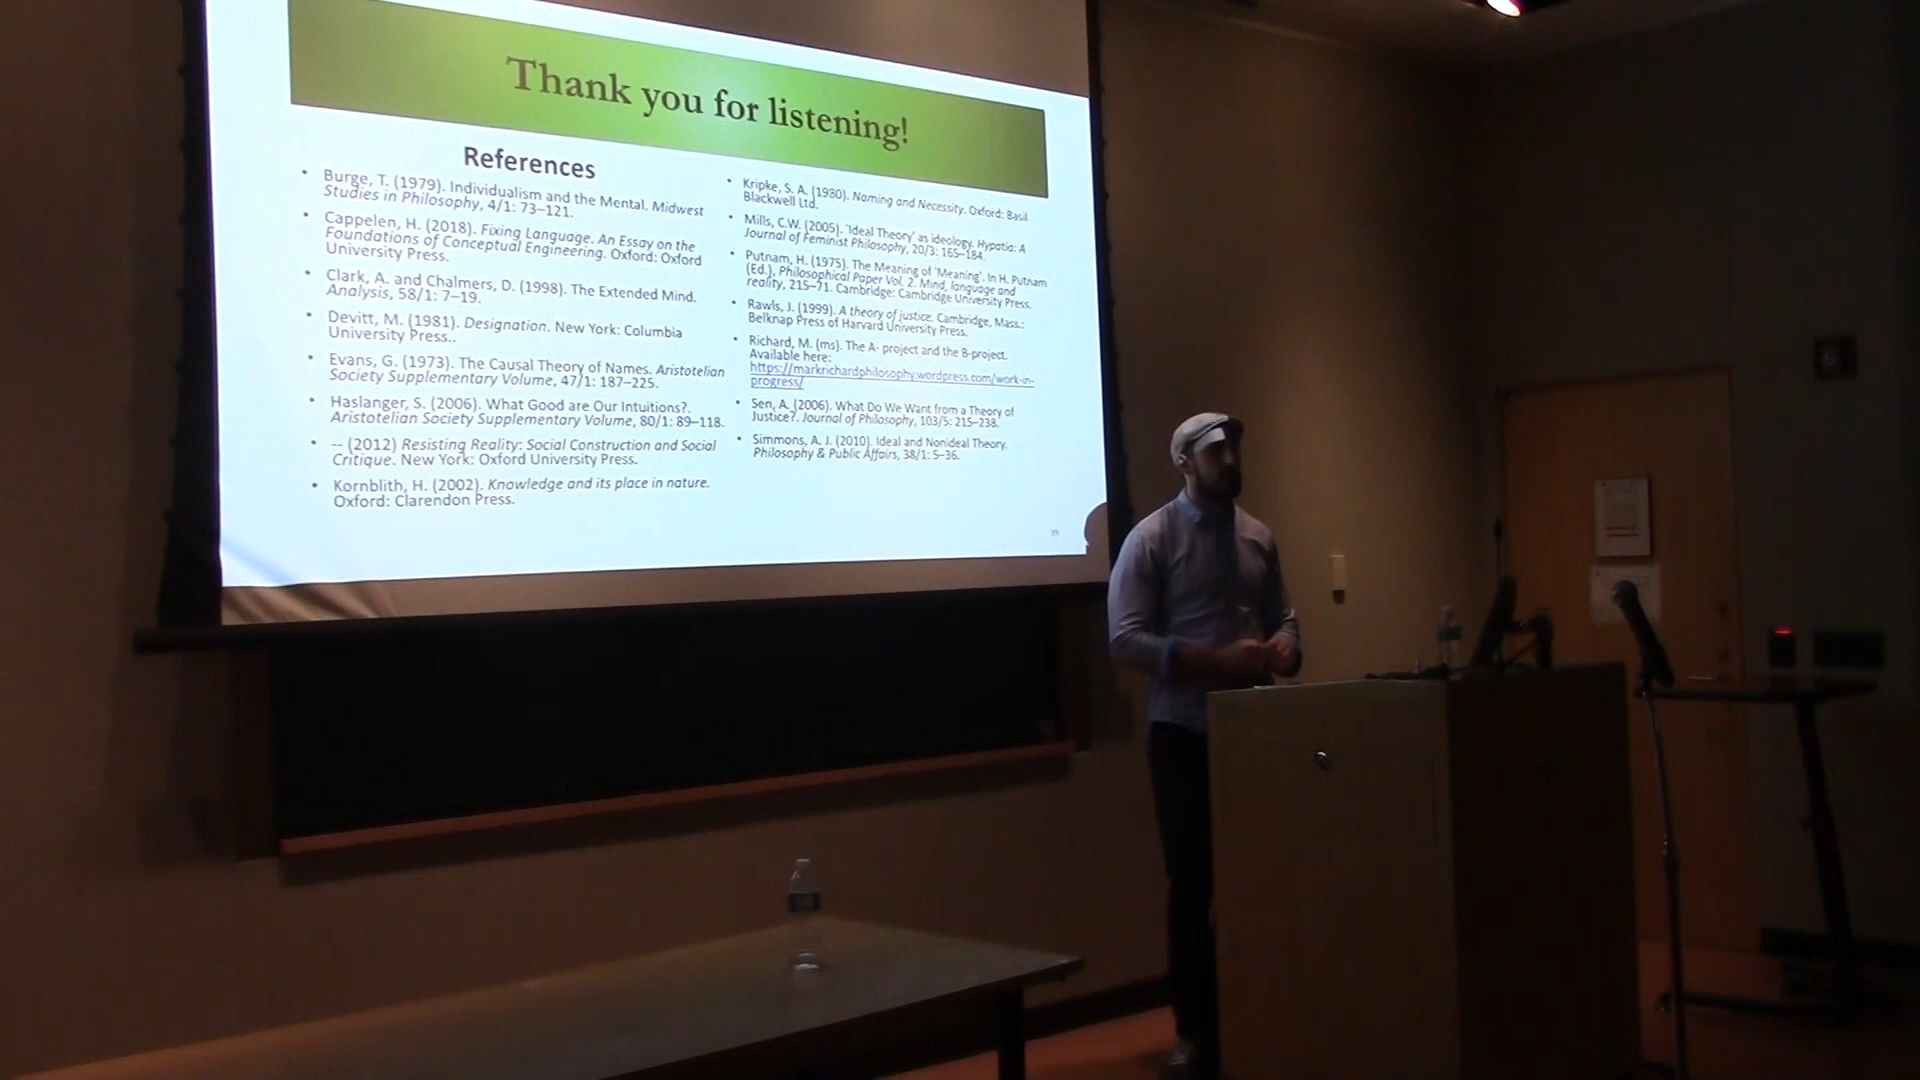 Thank you for listening!
References
• Burge, T. (1979). Individualism and the Mental. Midwest
Studies in Philosophy, 4/1: 73–121.
• Cappelen, H. (2018). Fixing Language. An Essay on the
Foundations of Conceptual Engineering. Oxford: Oxford
University Press.
• Clark, A. and Chalmers, D. (1998). The Extended Mind.
Analysis, 58/1: 7–19.
• Devitt, M. (1981). Designation. New York: Columbia
University Press..
• Evans, G. (1973). The Causal Theory of Names. Aristotelian
Society Supplementary Volume, 47/1: 187–225.
• Haslanger, S. (2006). What Good are Our Intuitions?.
Aristotelian Society Supplementary Volume, 80/1: 89–118.
• -- (2012) Resisting Reality: Social Construction and Social
Critique. New York: Oxford University Press.
• Kornblith, H. (2002). Knowledge and its place in nature.
Oxford: Clarendon Press.
• Kripke, S. A. (1980). Naming and Necessity. Oxford: Basil
Blackwell Ltd.
• Mills, C.W. (2005). 'Ideal Theory' as ideology. Hypatia: A
Journal of Feminist Philosophy, 20/3: 165–184.
• Putnam, H. (1975). The Meaning of 'Meaning'. In H. Putnam
(Ed.), Philosophical Paper Vol. 2. Mind, language and
reality, 215–71. Cambridge: Cambridge University Press.
• Rawls, J. (1999). A theory of justice. Cambridge, Mass.:
Belknap Press of Harvard University Press.
• Richard, M. (ms). The A- project and the B-project.
Available here:
https://markrichardphilosophy.wordpress.com/work-in-
progress/
• Sen, A. (2006). What Do We Want from a Theory of
Justice?. Journal of Philosophy, 103/5: 215–238.
• Simmons, A. J. (2010). Ideal and Nonideal Theory.
Philosophy & Public Affairs, 38/1: 5–36.
39